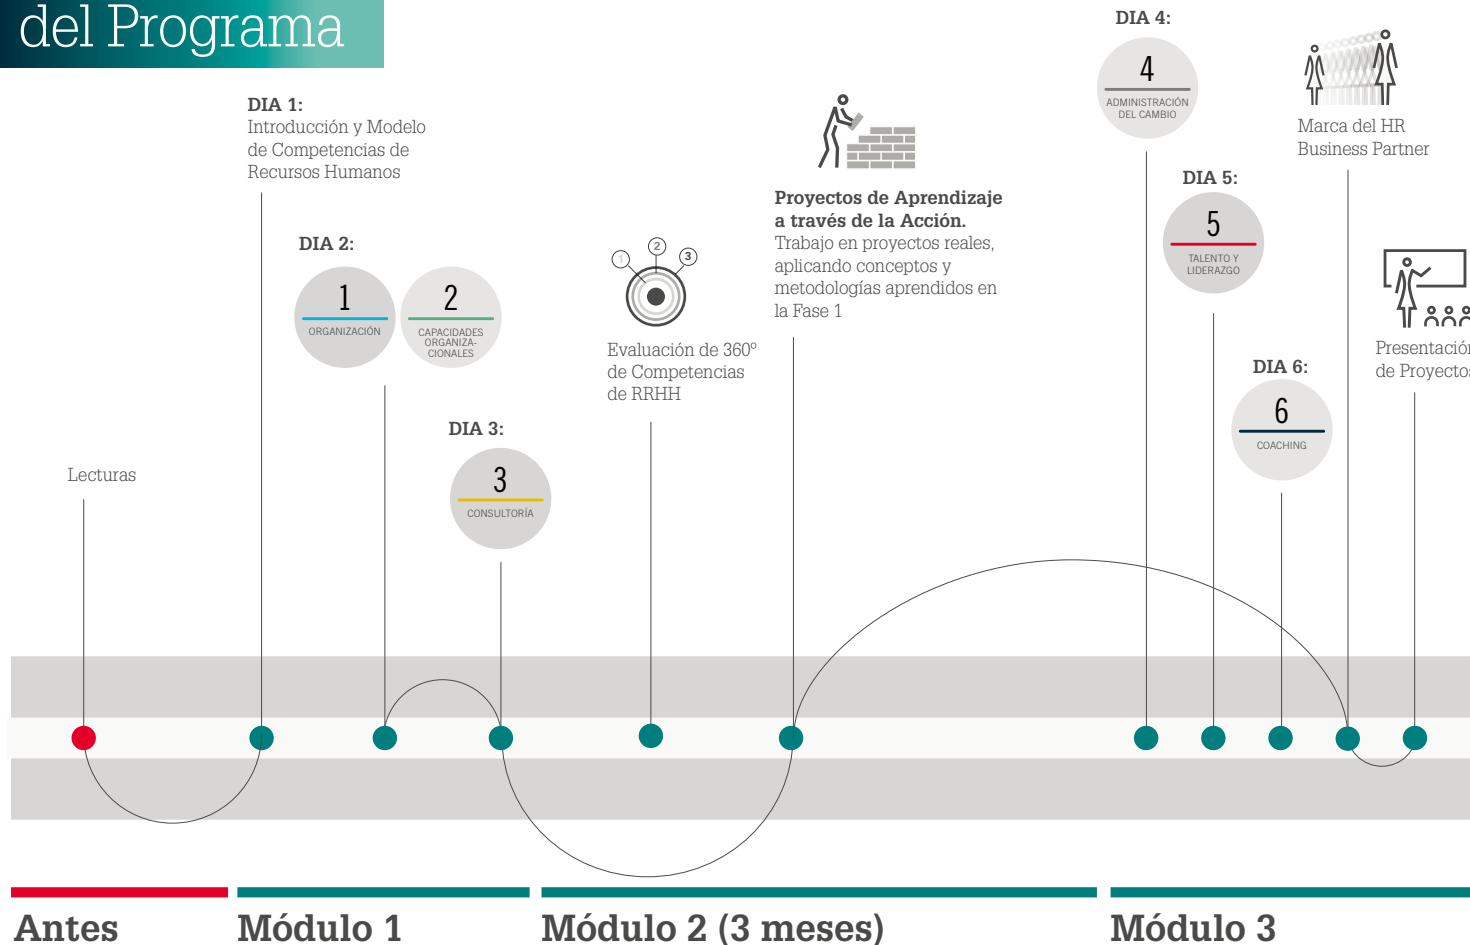 del Programa
DIA 1:
Introducción y Modelo
de Competencias de
Recursos Humanos
DIA 2:
1
ORGANIZACIÓN
2
CAPACIDADES
ORGANIZA-
CIONALES
DIA 3:
3
CONSULTORÍA
Lecturas
1
2
3
Evaluación de 360º
de Competencias
de RRHH
Proyectos de Aprendizaje
a través de la Acción.
Trabajo en proyectos reales,
aplicando conceptos y
metodologías aprendidos en
la Fase 1
DIA 4:
4
ADMINISTRACIÓN
DEL CAMBIO
DIA 5:
5
TALENTO Y
LIDERAZGO
DIA 6:
6
COACHING
Marca del HR
Business Partner
Presentación
de Proyectos
Antes
Módulo 1
Módulo 2 (3 meses)
Módulo 3